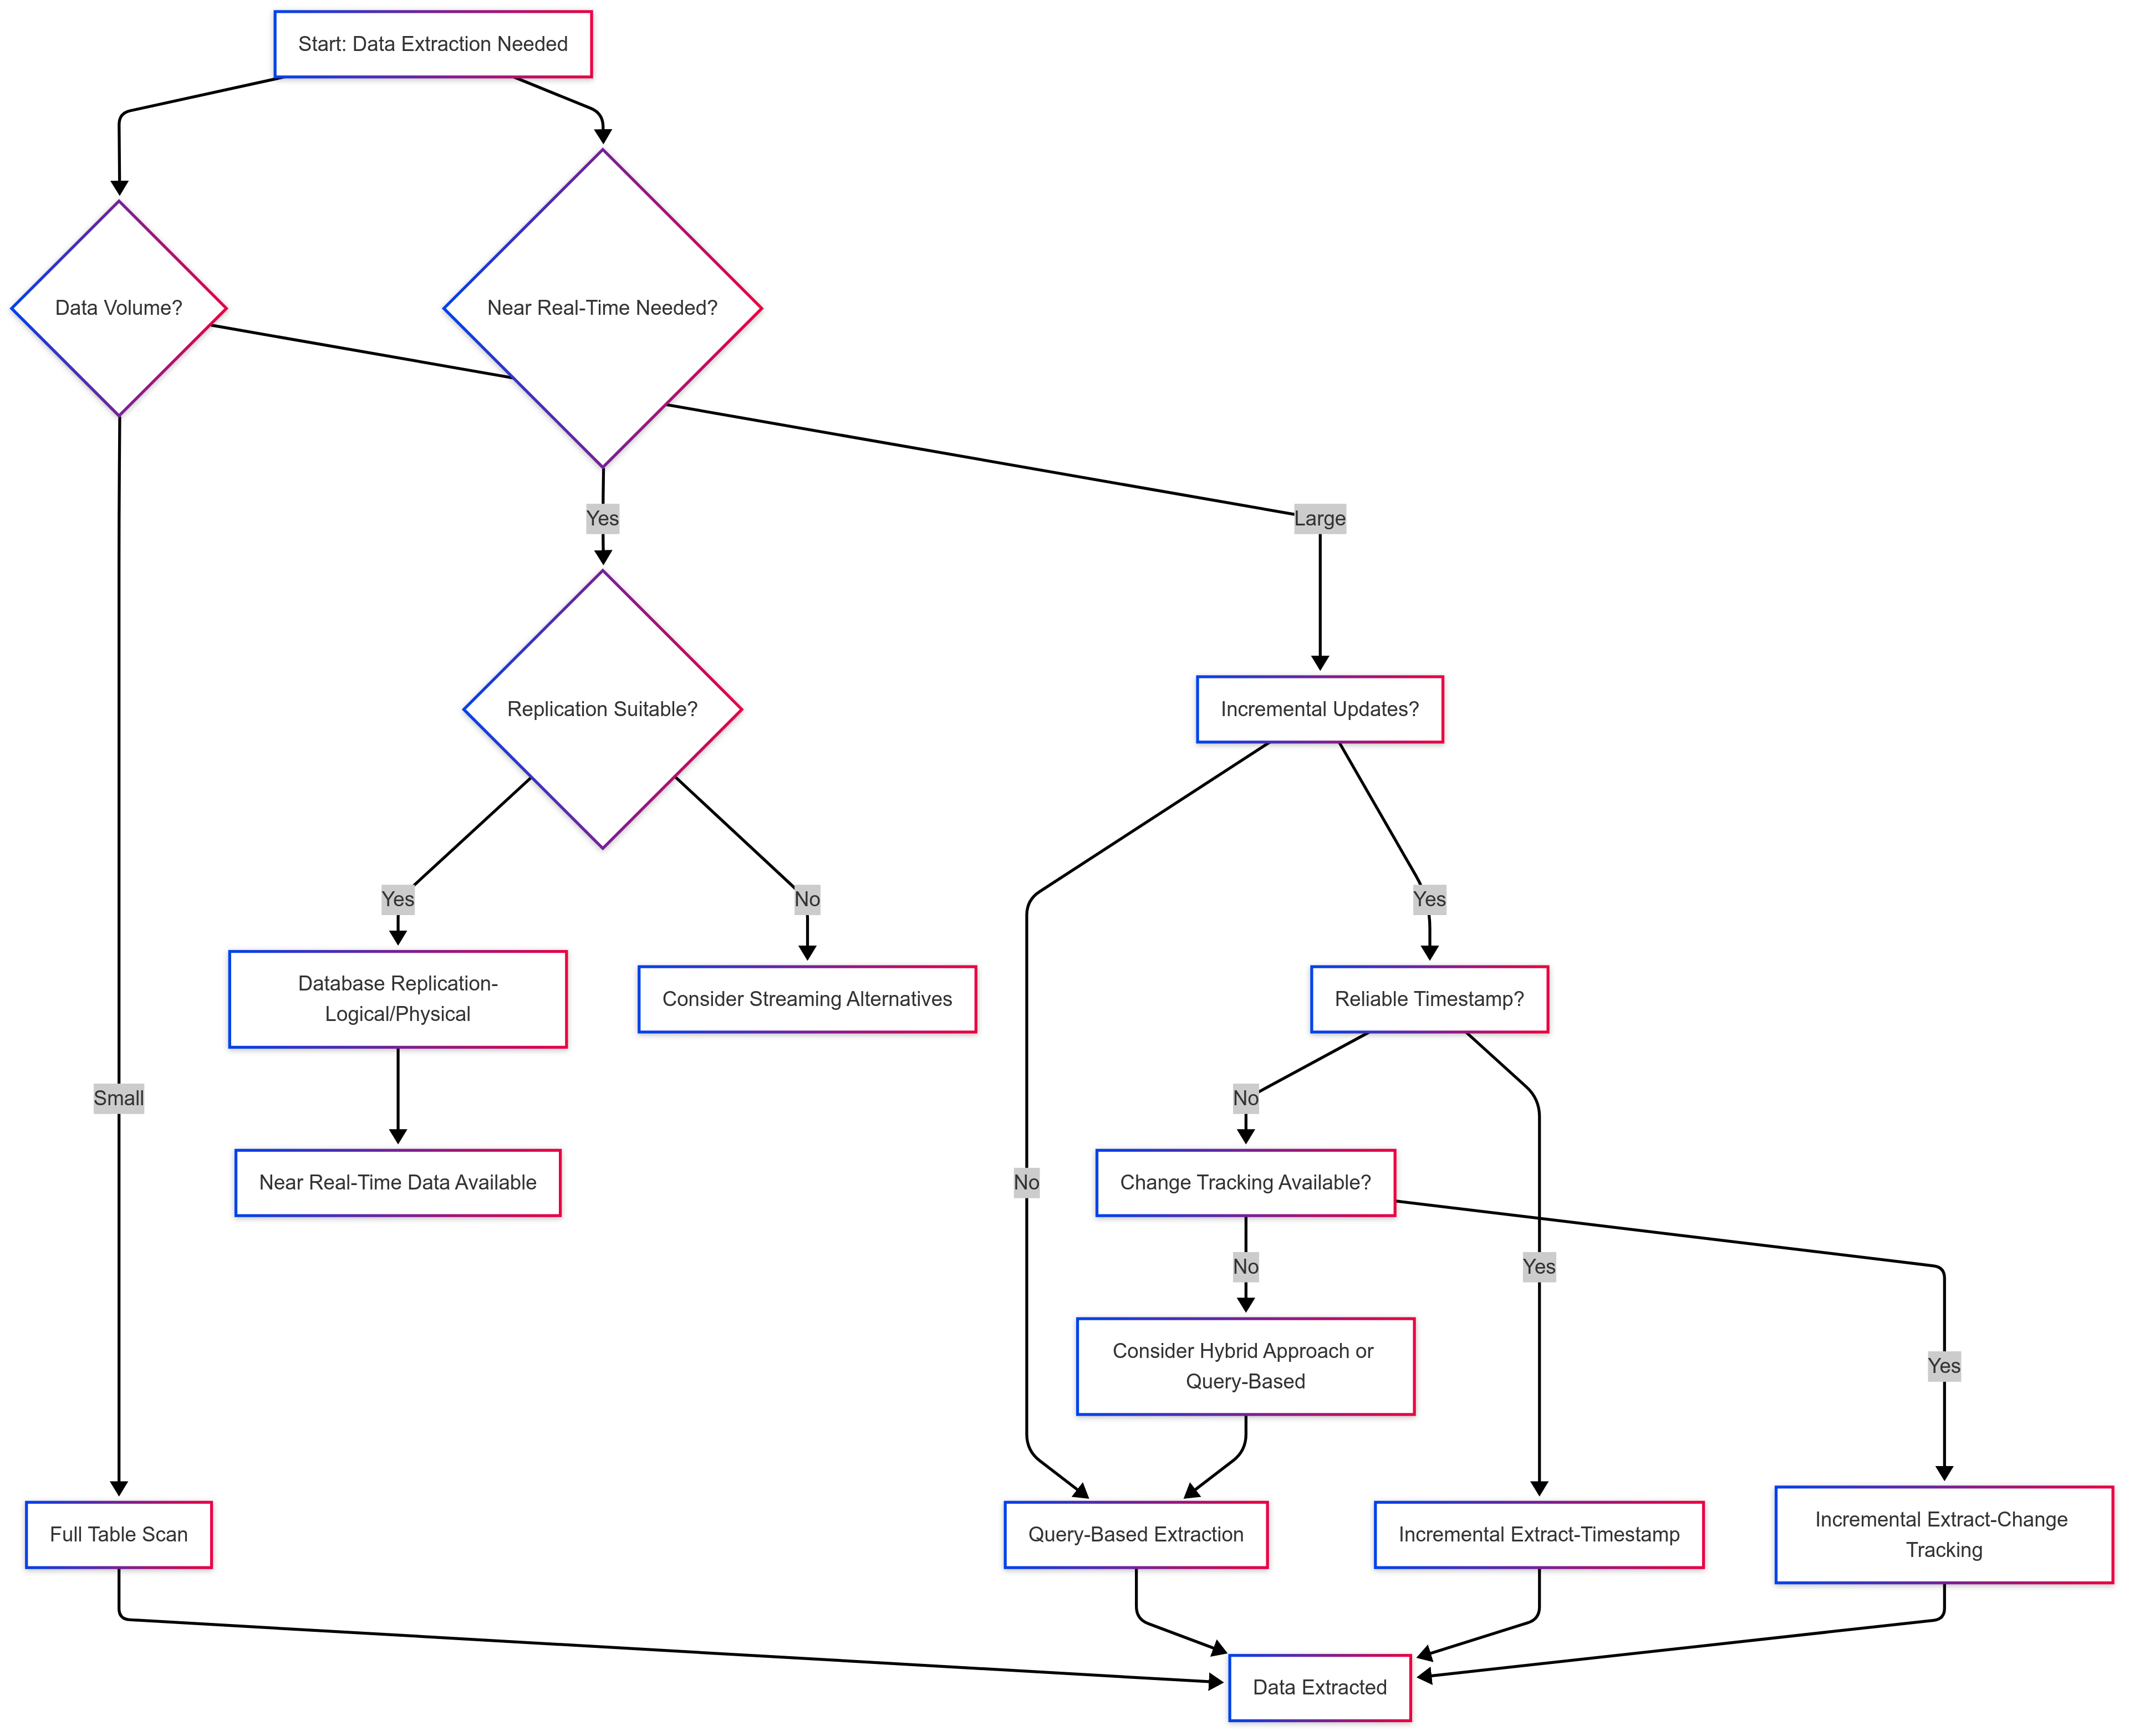 Start: Data Extraction Needed
Data Volume?
Near Real-Time Needed?
Yes
Large
Replication Suitable?
Incremental Updates?
Yes
No
Yes
Database Replication-
Logical/Physical
Consider Streaming Alternatives
Reliable Timestamp?
Small
No
Near Real-Time Data Available
No
Change Tracking Available?
No
Yes
Consider Hybrid Approach or
Query-Based
Yes
Full Table Scan
Query-Based Extraction
Incremental Extract-Timestamp
Incremental Extract-Change
Tracking
Data Extracted